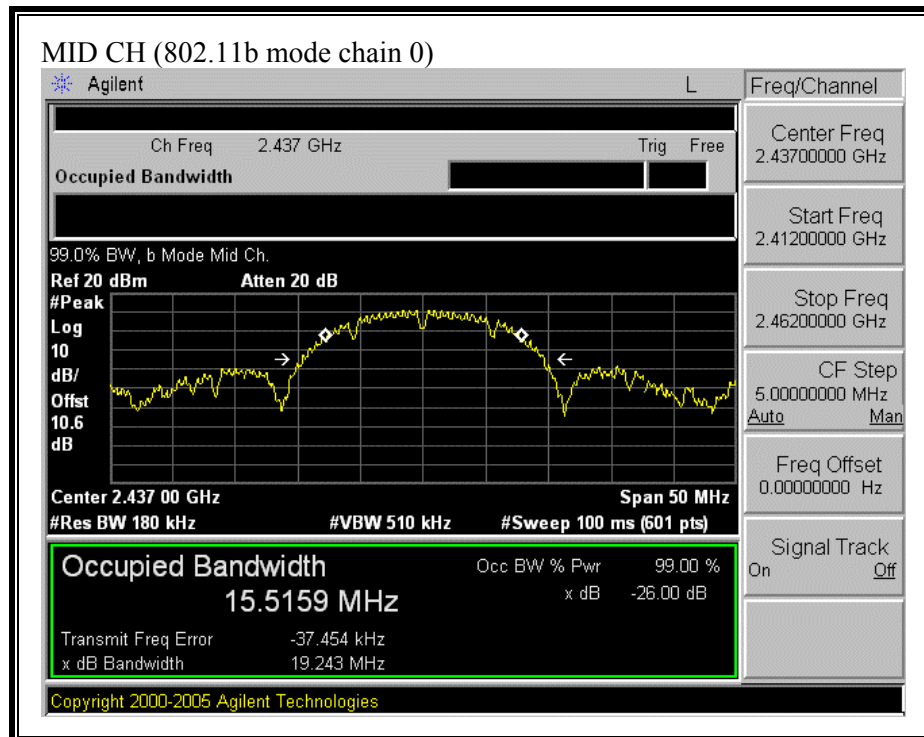 MID CH (802.11b mode chain 0)
Agilent L
Freq/Channel
Ch Freq 2.437 GHz Trig Free
Occupied Bandwidth
Center Freq
2.43700000 GHz
Start Freq
2.41200000 GHz
Stop Freq
2.46200000 GHz
CF Step
5.00000000 MHz
Auto Man
Freq Offset
0.00000000 Hz
Signal Track
On Off
99.0% BW, b Mode Mid Ch.
Ref 20 dBm Atten 20 dB
#Peak
Log
10
dB/
Offst
10.6
dB
Center 2.437 00 GHz Span 50 MHz
#Res BW 180 kHz #VBW 510 kHz #Sweep 100 ms (601 pts)
Occupied Bandwidth
15.5159 MHz
Occ BW % Pwr 99.00 %
x dB -26.00 dB
Transmit Freq Error -37.454 kHz
x dB Bandwidth 19.243 MHz
Copyright 2000-2005 Agilent Technologies